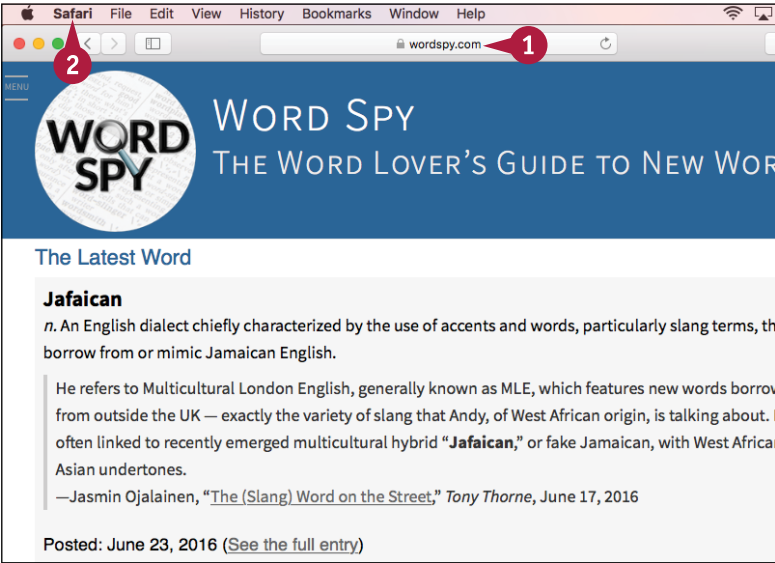 Safari File Edit View History Bookmarks Window Help
wordspy.com
1
2
MENU
WORD
SPY
WORD SPY
THE WORD LOVER'S GUIDE TO NEW WOR
The Latest Word
Jafaican
n. An English dialect chiefly characterized by the use of accents and words, particularly slang terms, th
borrow from or mimic Jamaican English.
He refers to Multicultural London English, generally known as MLE, which features new words borrow
from outside the UK — exactly the variety of slang that Andy, of West African origin, is talking about.
often linked to recently emerged multicultural hybrid “Jafaican,” or fake Jamaican, with West African
Asian undertones.
—Jasmin Ojalainen, “The (Slang) Word on the Street,” Tony Thorne, June 17, 2016
Posted: June 23, 2016 (See the full entry)